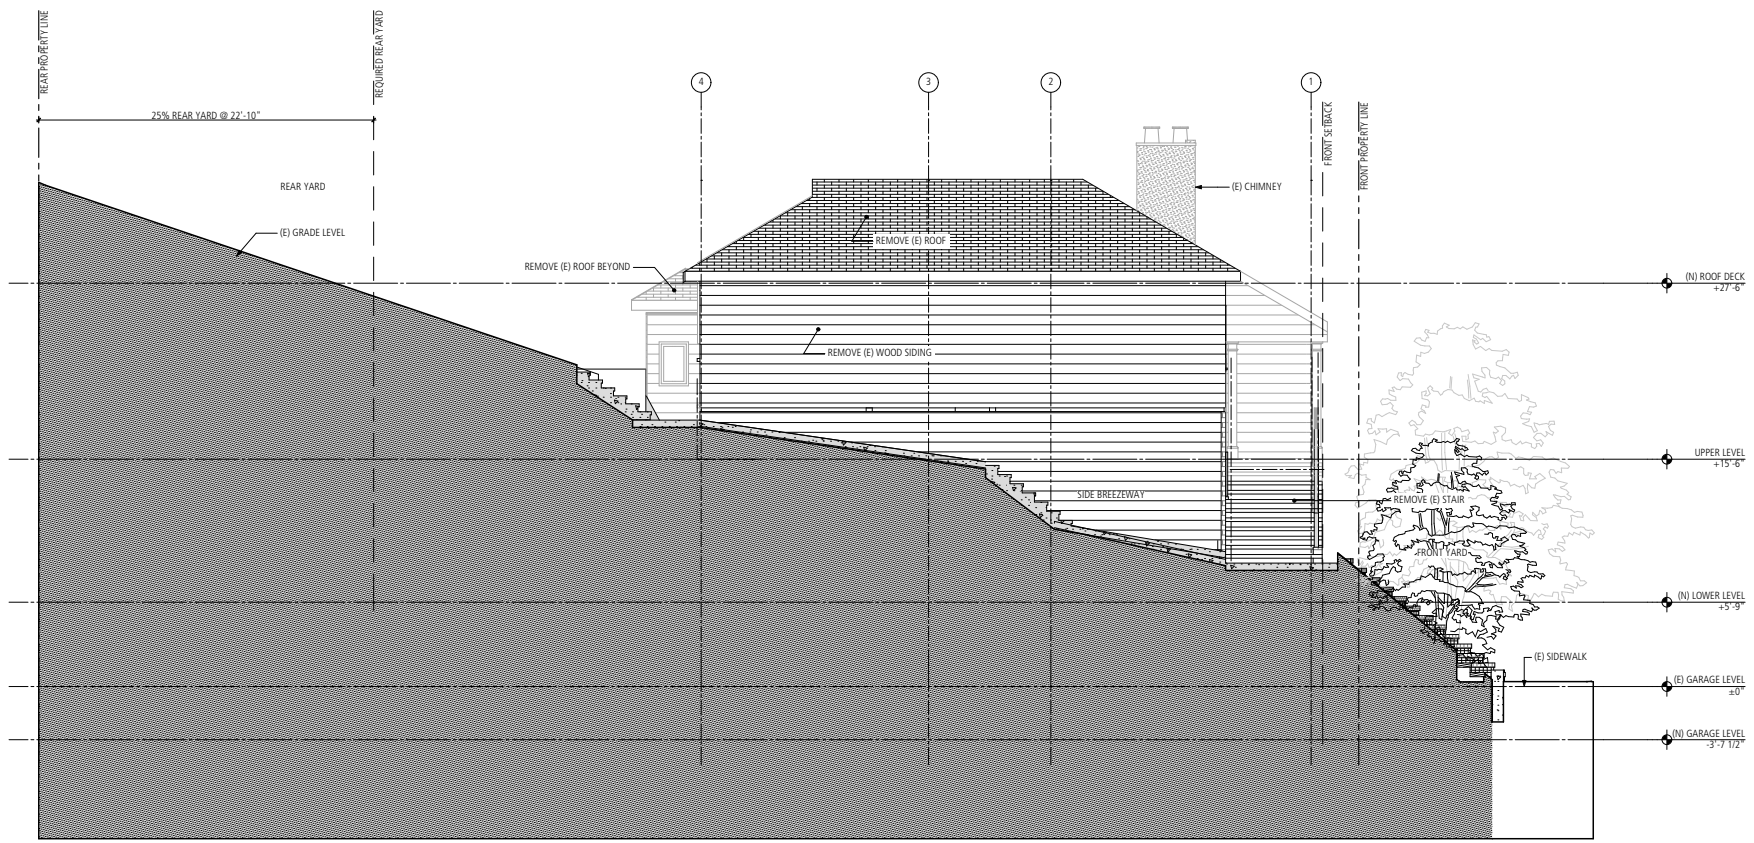 REAR PROPERTY LINE
REQUIRED REAR YARD
4
3
2
1
FRONT SETBACK
FRONT PROPERTY LINE
25% REAR YARD @ 22'-10"
REAR YARD
(E) CHIMNEY
(E) GRADE LEVEL
REMOVE (E) ROOF
REMOVE (E) ROOF BEYOND
(N) ROOF DECK
+27'-6"
REMOVE (E) WOOD SIDING
UPPER LEVEL
+15'-6"
SIDE BREEZEWAY
REMOVE (E) STAIR
FRONT YARD
(N) LOWER LEVEL
+5'-9"
(E) SIDEWALK
(E) GARAGE LEVEL
±0"
(N) GARAGE LEVEL
-3'-7 1/2"